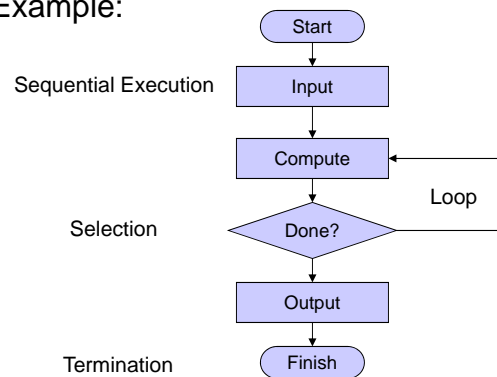 Example:
Start
Sequential Execution
Input
Compute
Loop
Selection
Done?
Output
Termination
Finish